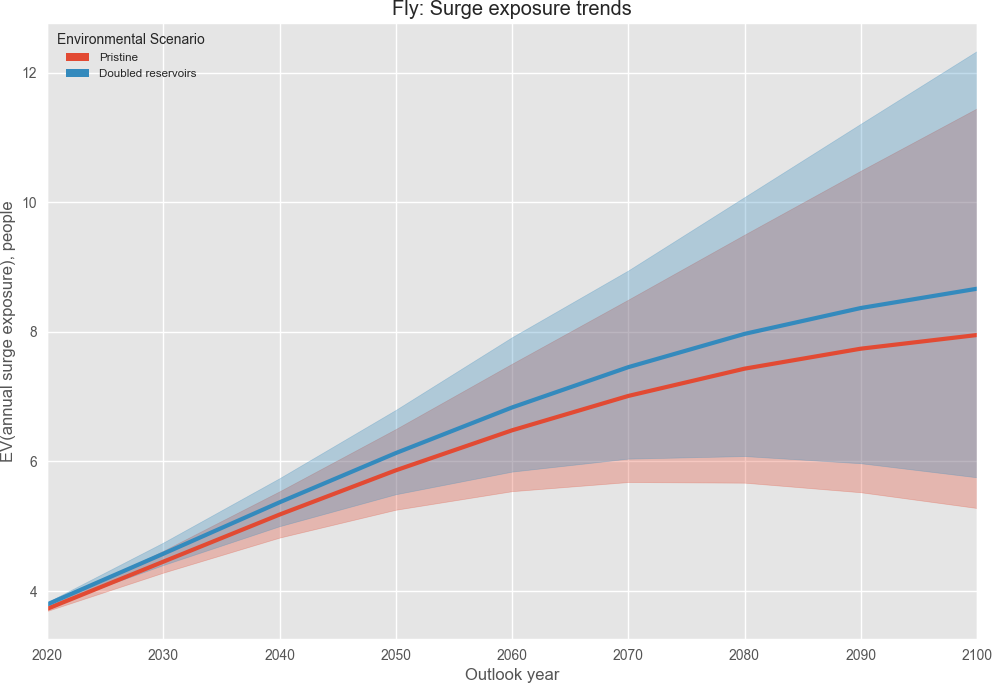 Fly: Surge exposure trends
Environmental Scenario
Pristine
Doubled reservoirs
EV(annual surge exposure), people
12
10
8
6
4
2020 2030 2040 2050 2060 2070 2080 2090 2100
Outlook year